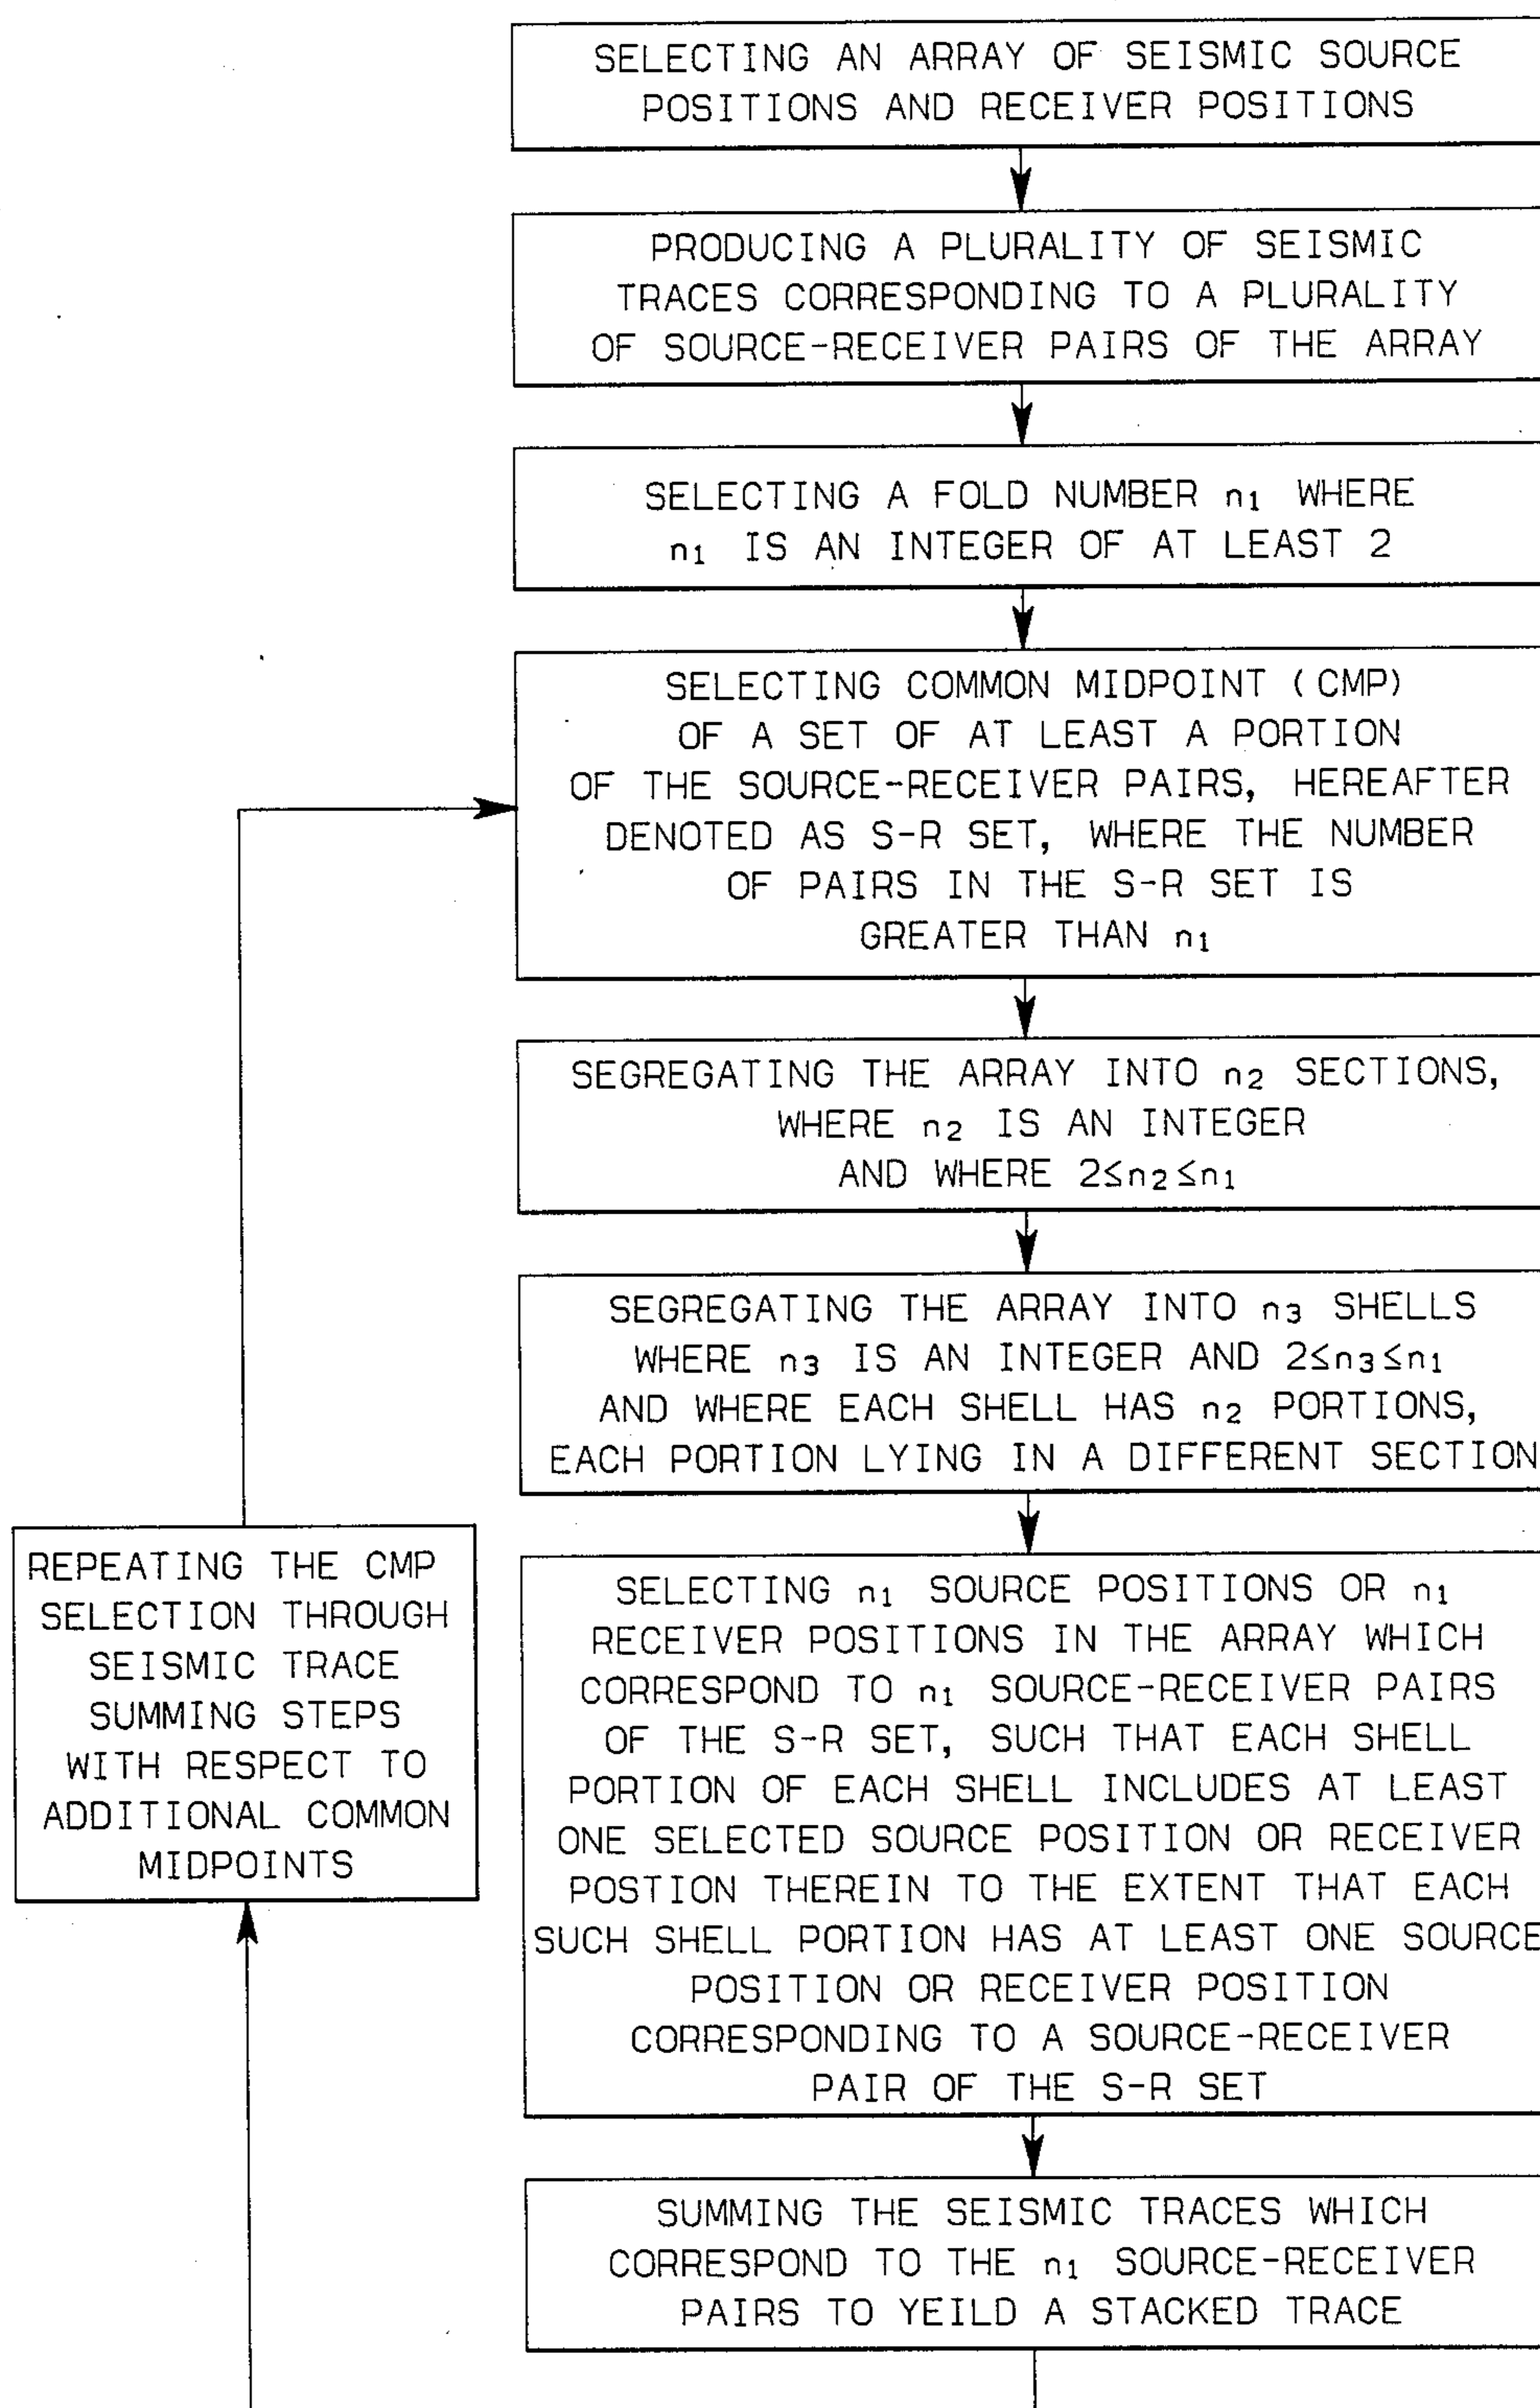 SELECTING AN ARRAY OF SEISMIC SOURCE
POSITIONS AND RECEIVER POSITIONS
PRODUCING A PLURALITY OF SEISMIC
TRACES CORRESPONDING TO A PLURALITY
OF SOURCE-RECEIVER PAIRS OF THE ARRAY
SELECTING A FOLD NUMBER n₁ WHERE
n₁ IS AN INTEGER OF AT LEAST 2
SELECTING COMMON MIDPOINT (CMP)
OF A SET OF AT LEAST A PORTION
OF THE SOURCE-RECEIVER PAIRS, HEREAFTER
DENOTED AS S-R SET, WHERE THE NUMBER
OF PAIRS IN THE S-R SET IS
GREATER THAN n₁
SEGREGATING THE ARRAY INTO n₂ SECTIONS,
WHERE n₂ IS AN INTEGER
AND WHERE 2≤n₂≤n₁
SEGREGATING THE ARRAY INTO n₃ SHELLS
WHERE n₃ IS AN INTEGER AND 2≤n₃≤n₁
AND WHERE EACH SHELL HAS n₂ PORTIONS,
EACH PORTION LYING IN A DIFFERENT SECTION
SELECTING n₁ SOURCE POSITIONS OR n₁
RECEIVER POSITIONS IN THE ARRAY WHICH
CORRESPOND TO n₁ SOURCE-RECEIVER PAIRS
OF THE S-R SET, SUCH THAT EACH SHELL
PORTION OF EACH SHELL INCLUDES AT LEAST
ONE SELECTED SOURCE POSITION OR RECEIVER
POSTION THEREIN TO THE EXTENT THAT EACH
SUCH SHELL PORTION HAS AT LEAST ONE SOURCE
POSITION OR RECEIVER POSITION
CORRESPONDING TO A SOURCE-RECEIVER
PAIR OF THE S-R SET
SUMMING THE SEISMIC TRACES WHICH
CORRESPOND TO THE n₁ SOURCE-RECEIVER
PAIRS TO YEILD A STACKED TRACE
REPEATING THE CMP
SELECTION THROUGH
SEISMIC TRACE
SUMMING STEPS
WITH RESPECT TO
ADDITIONAL COMMON
MIDPOINTS